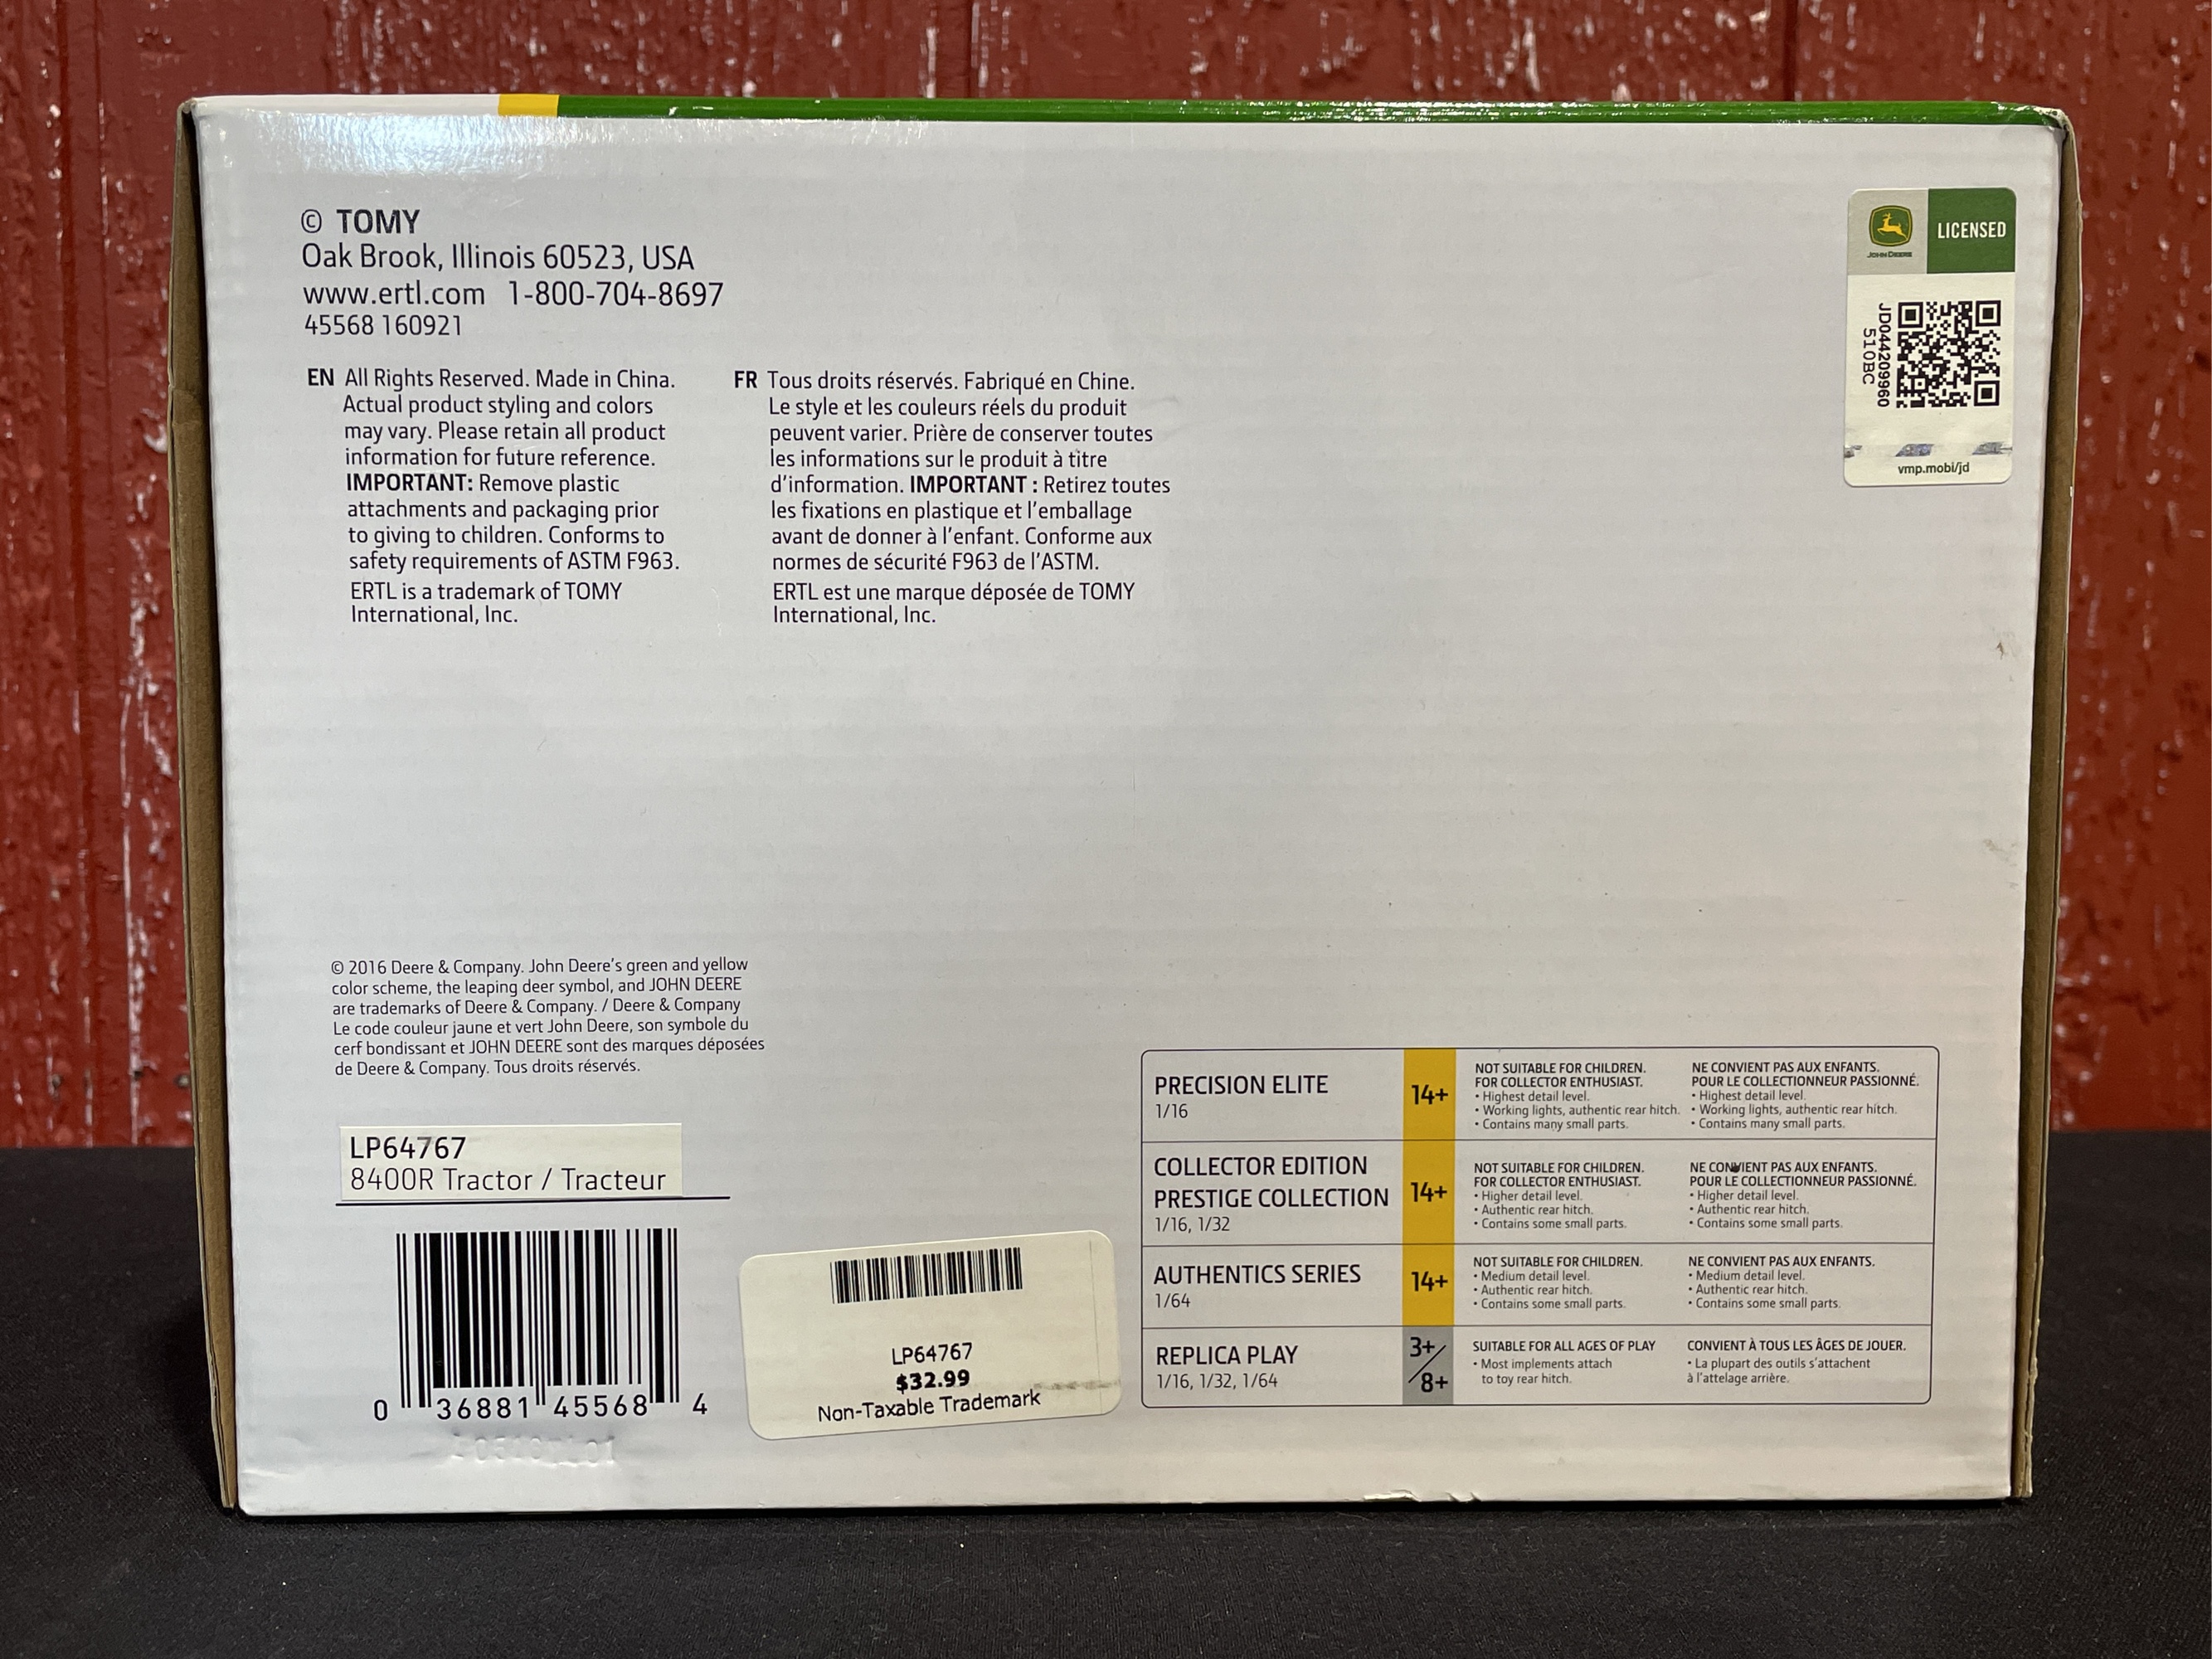 © TOMY
Oak Brook, Illinois 60523, USA
www.ertl.com 1-800-704-8697
45568 160921
EN All Rights Reserved. Made in China.
Actual product styling and colors
may vary. Please retain all product
information for future reference.
IMPORTANT: Remove plastic
attachments and packaging prior
to giving to children. Conforms to
safety requirements of ASTM F963.
ERTL is a trademark of TOMY
International, Inc.
FR Tous droits réservés. Fabriqué en Chine.
Le style et les couleurs réels du produit
peuvent varier. Prière de conserver toutes
les informations sur le produit à titre
d'information. IMPORTANT : Retirez toutes
les fixations en plastique et l'emballage
avant de donner à l'enfant. Conforme aux
normes de sécurité F963 de l'ASTM.
ERTL est une marque déposée de TOMY
International, Inc.
JOHN DEERE
LICENSED
JD044209960
510BC
vmp.mobi/jd
© 2016 Deere & Company. John Deere's green and yellow
color scheme, the leaping deer symbol, and JOHN DEERE
are trademarks of Deere & Company. / Deere & Company
Le code couleur jaune et vert John Deere, son symbole du
cerf bondissant et JOHN DEERE sont des marques déposées
de Deere & Company. Tous droits réservés.
LP64767
8400R Tractor / Tracteur
0 36881 45568 4
LP64767
$32.99
Non-Taxable Trademark
PRECISION ELITE
1/16
14+
NOT SUITABLE FOR CHILDREN.
FOR COLLECTOR ENTHUSIAST.
• Highest detail level.
• Working lights, authentic rear hitch.
• Contains many small parts.
NE CONVIENT PAS AUX ENFANTS.
POUR LE COLLECTIONNEUR PASSIONNÉ.
• Highest detail level.
• Working lights, authentic rear hitch.
• Contains many small parts.
COLLECTOR EDITION
PRESTIGE COLLECTION
1/16, 1/32
14+
NOT SUITABLE FOR CHILDREN.
FOR COLLECTOR ENTHUSIAST.
• Higher detail level.
• Authentic rear hitch.
• Contains some small parts.
NE CONVIENT PAS AUX ENFANTS.
POUR LE COLLECTIONNEUR PASSIONNÉ.
• Higher detail level.
• Authentic rear hitch.
• Contains some small parts.
AUTHENTICS SERIES
1/64
14+
NOT SUITABLE FOR CHILDREN.
• Medium detail level.
• Authentic rear hitch.
• Contains some small parts.
NE CONVIENT PAS AUX ENFANTS.
• Medium detail level.
• Authentic rear hitch.
• Contains some small parts.
REPLICA PLAY
1/16, 1/32, 1/64
3+/8+
SUITABLE FOR ALL AGES OF PLAY
• Most implements attach
to toy rear hitch.
CONVIENT À TOUS LES ÂGES DE JOUER.
• La plupart des outils s'attachent
à l'attelage arrière.